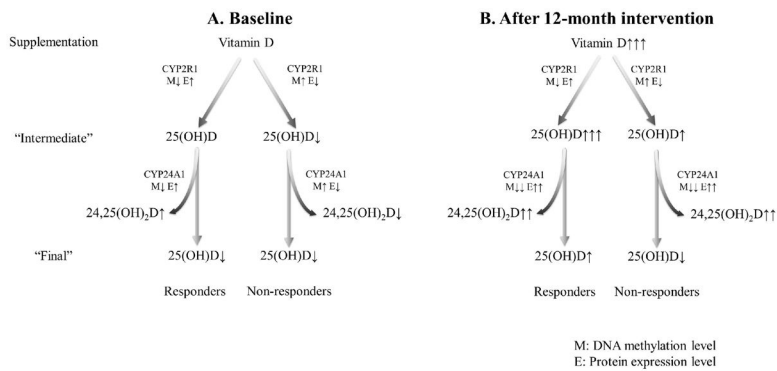 A. Baseline
B. After 12-month intervention
Supplementation
Vitamin D
Vitamin D↑↑↑
CYP2R1
M↓ E↑
CYP2R1
M↑ E↓
CYP2R1
M↓ E↑
CYP2R1
M↑ E↓
“Intermediate”
25(OH)D
25(OH)D↓
25(OH)D↑↑↑
25(OH)D↑
CYP24A1
M↓ E↑
CYP24A1
M↑ E↓
CYP24A1
M↓↓ E↑↑
CYP24A1
M↓↓ E↑↑
24,25(OH)₂D↑
24,25(OH)₂D↓
24,25(OH)₂D↑↑
24,25(OH)₂D↑↑
“Final”
25(OH)D↓
25(OH)D↓
25(OH)D↑
25(OH)D↓
Responders
Non-responders
Responders
Non-responders
M: DNA methylation level
E: Protein expression level